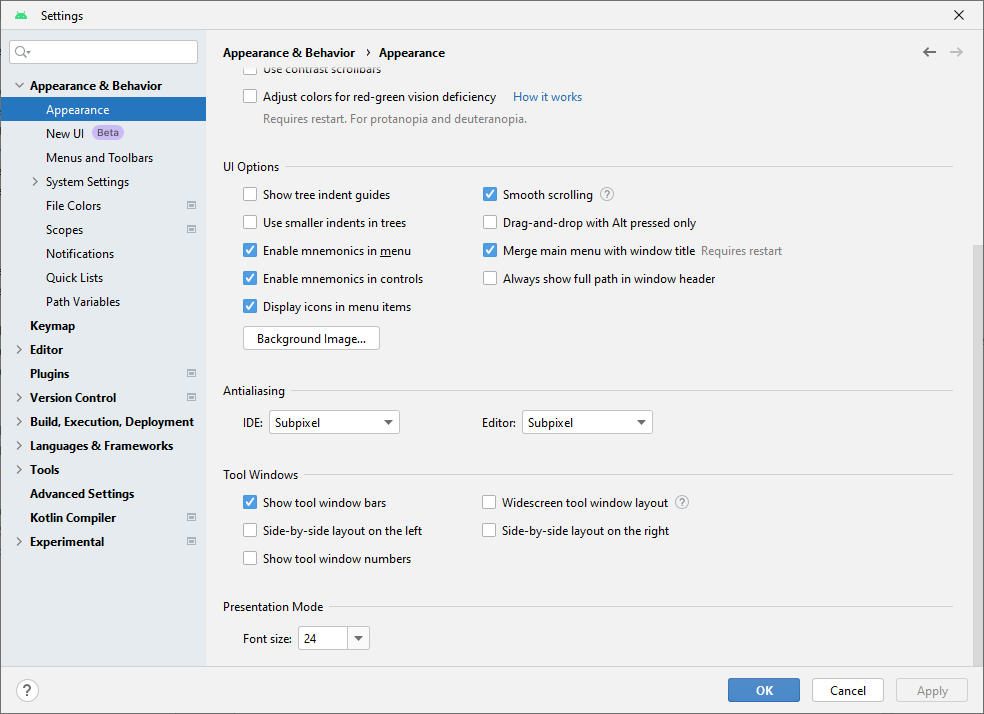 Settings
Appearance & Behavior
Appearance
New UI Beta
Menus and Toolbars
System Settings
File Colors
Scopes
Notifications
Quick Lists
Path Variables
Keymap
Editor
Plugins
Version Control
Build, Execution, Deployment
Languages & Frameworks
Tools
Advanced Settings
Kotlin Compiler
Experimental
Appearance & Behavior › Appearance
Use contrast scrollbars
Adjust colors for red-green vision deficiency How it works
Requires restart. For protanopia and deuteranopia.
UI Options
Show tree indent guides
Smooth scrolling ?
Use smaller indents in trees
Drag-and-drop with Alt pressed only
Enable mnemonics in menu
Merge main menu with window title Requires restart
Enable mnemonics in controls
Always show full path in window header
Display icons in menu items
Background Image...
Antialiasing
IDE: Subpixel
Editor: Subpixel
Tool Windows
Show tool window bars
Widescreen tool window layout ?
Side-by-side layout on the left
Side-by-side layout on the right
Show tool window numbers
Presentation Mode
Font size: 24
?
OK
Cancel
Apply